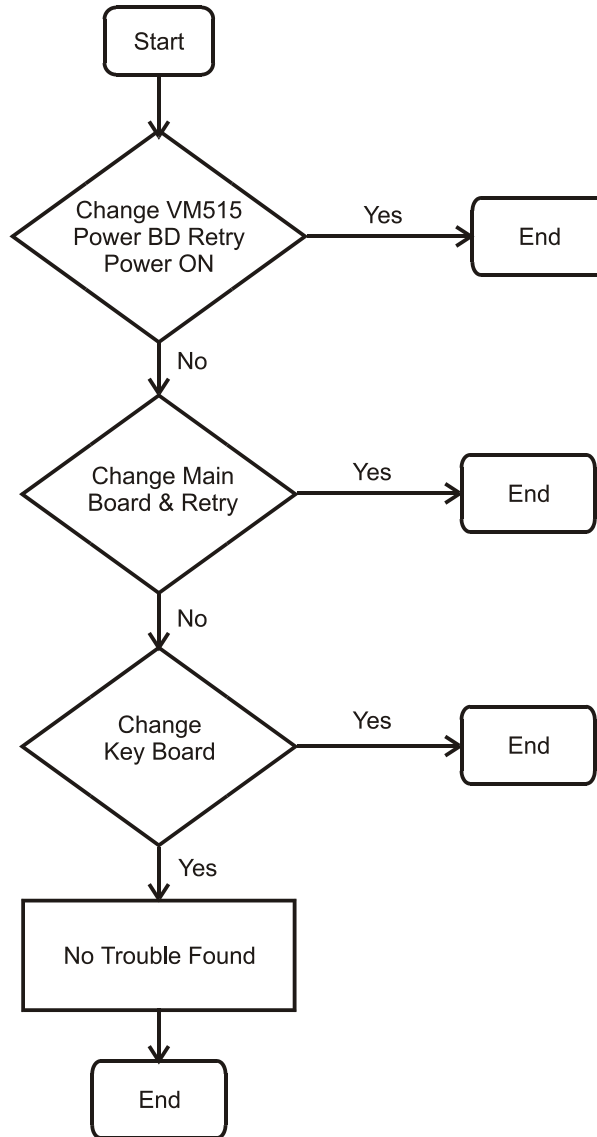 Start
Change VM515
Power BD Retry
Power ON
Yes
End
No
Change Main
Board & Retry
Yes
End
No
Change
Key Board
Yes
End
Yes
No Trouble Found
End